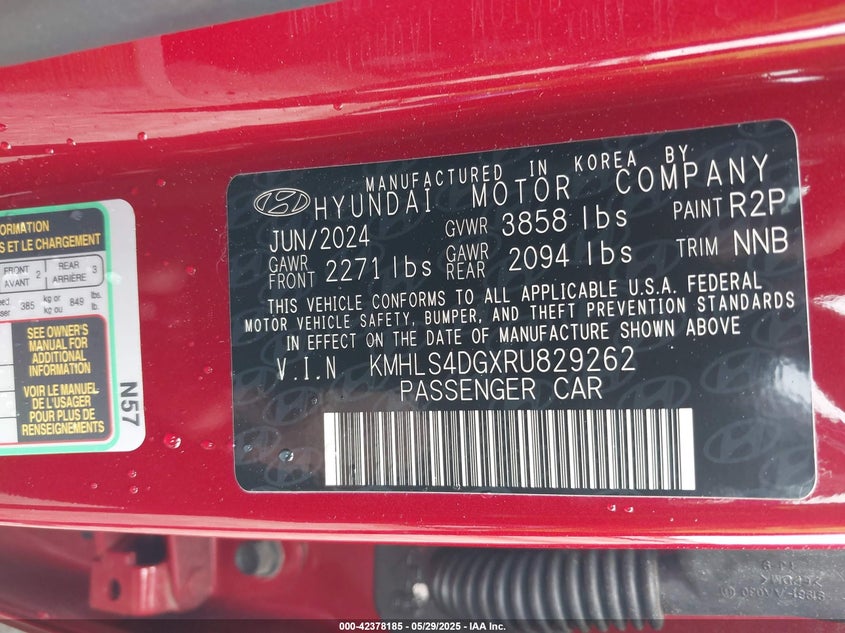 MANUFACTURED IN KOREA BY
HYUNDAI MOTOR COMPANY
JUN/2024 GVWR 3858 lbs PAINT R2P
GAWR FRONT 2271 lbs GAWR REAR 2094 lbs TRIM NNB
THIS VEHICLE CONFORMS TO ALL APPLICABLE U.S.A. FEDERAL
MOTOR VEHICLE SAFETY, BUMPER, AND THEFT PREVENTION STANDARDS
IN EFFECT ON THE DATE OF MANUFACTURE SHOWN ABOVE
V.I.N KMHLS4DGXRU829262
PASSENGER CAR
ET LE CHARGEMENT
FRONT AVANT 2 REAR ARRIÈRE 3
385 kg or kg ou 849 lbs. lb.
SEE OWNER'S
MANUAL FOR
ADDITIONAL
INFORMATION
VOIR LE MANUEL
DE L'USAGER
POUR PLUS DE
RENSEIGNEMENTS
N57
000-42378185 - 05/29/2025 - IAA Inc.